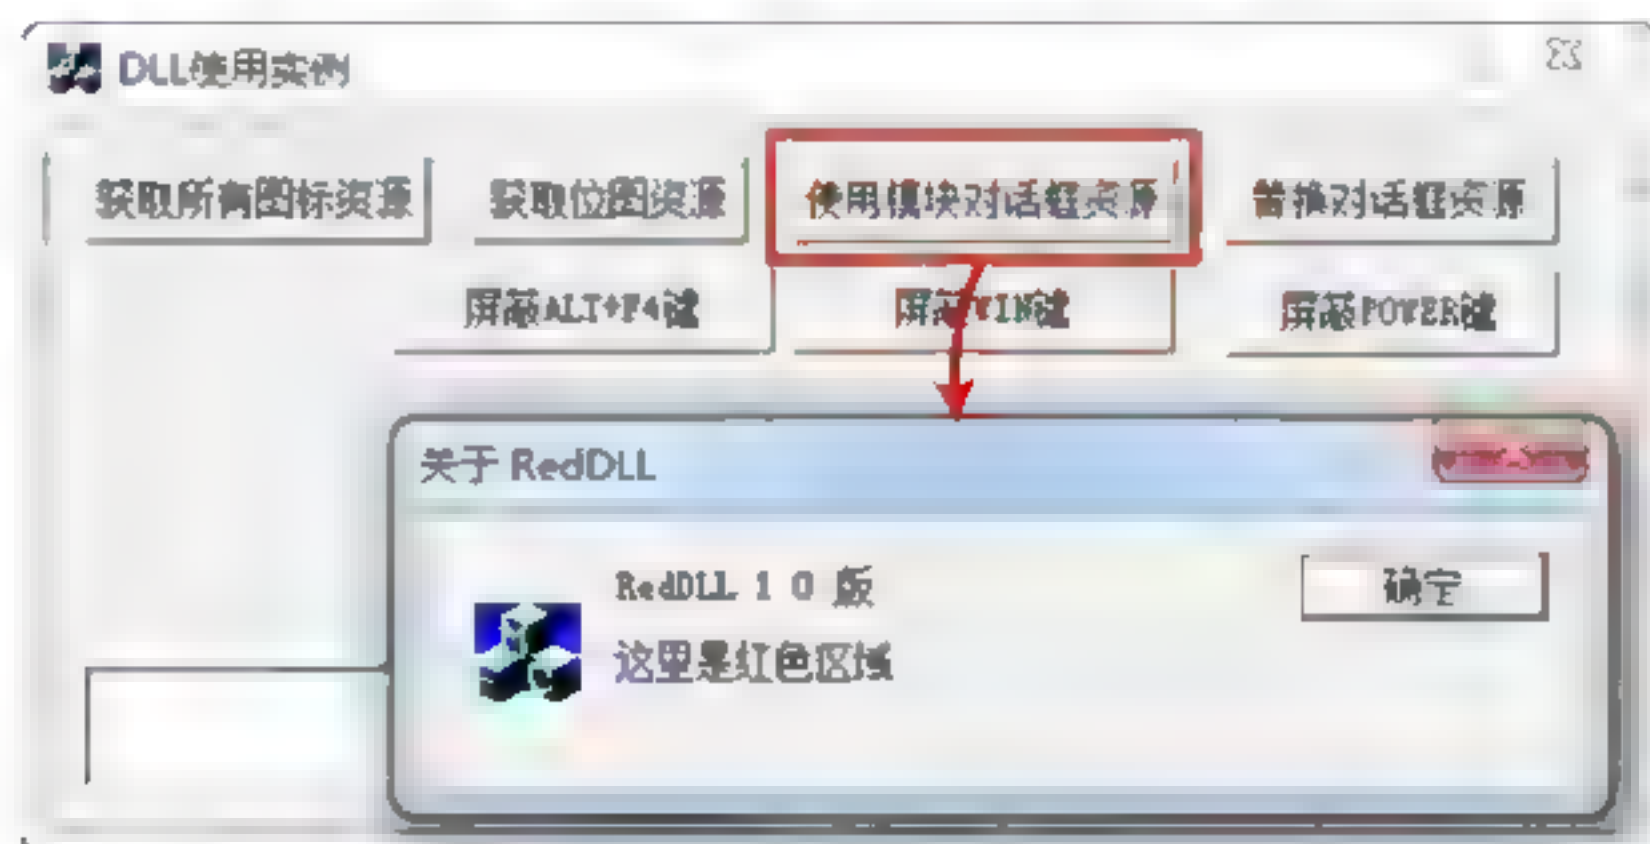 DLL使用实例
获取所有图标资源 获取位图资源 使用模块对话框资源 替换对话框资源
屏蔽ALT+F4键 屏蔽WIN键 屏蔽POWER键
关于 RedDLL
RedDLL 1 0 版 确定
这里是红色区域